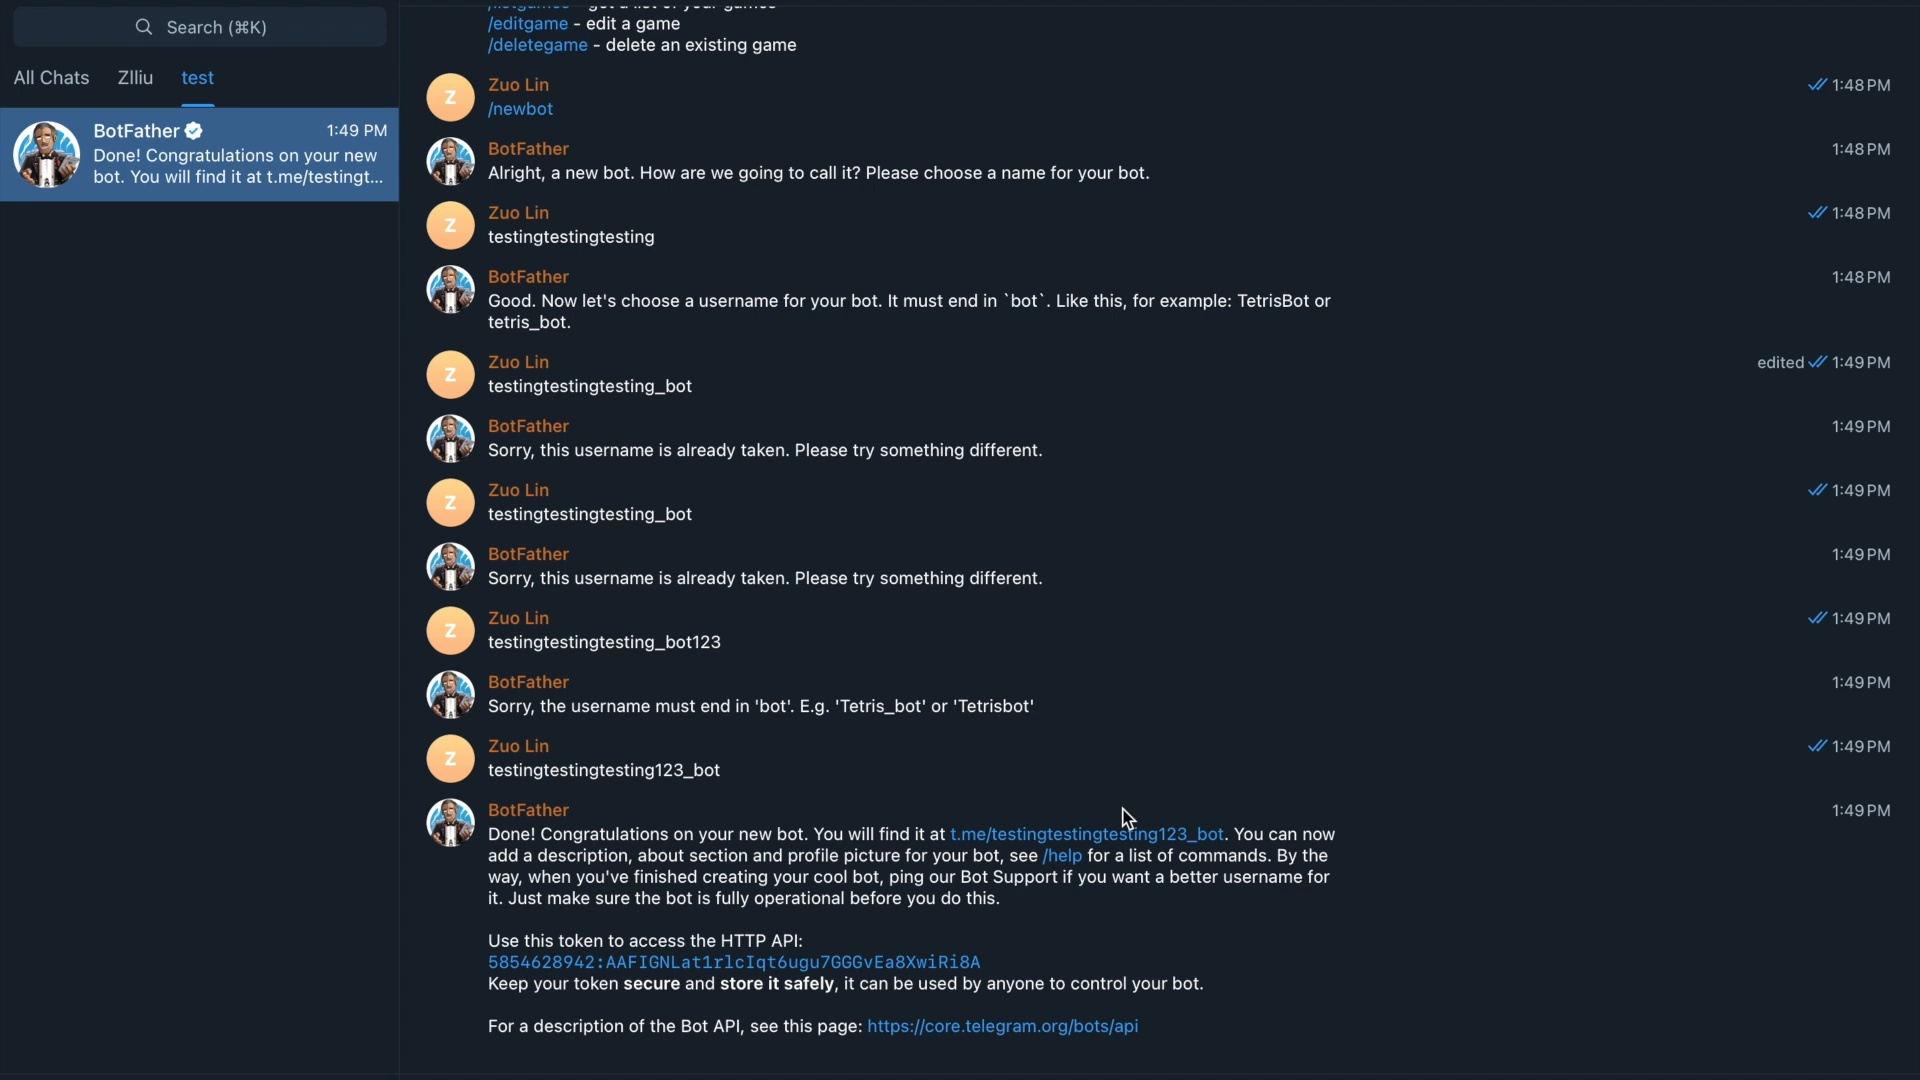 Search (⌘K)
All Chats ZIliu test
BotFather 1:49 PM
Done! Congratulations on your new
bot. You will find it at t.me/testingt...
/listgames - get a list of your games
/editgame - edit a game
/deletegame - delete an existing game
Zuo Lin 1:48 PM
/newbot
BotFather 1:48 PM
Alright, a new bot. How are we going to call it? Please choose a name for your bot.
Zuo Lin 1:48 PM
testingtestingtesting
BotFather 1:48 PM
Good. Now let's choose a username for your bot. It must end in `bot`. Like this, for example: TetrisBot or
tetris_bot.
Zuo Lin edited 1:49 PM
testingtestingtesting_bot
BotFather 1:49 PM
Sorry, this username is already taken. Please try something different.
Zuo Lin 1:49 PM
testingtestingtesting_bot
BotFather 1:49 PM
Sorry, this username is already taken. Please try something different.
Zuo Lin 1:49 PM
testingtestingtesting_bot123
BotFather 1:49 PM
Sorry, the username must end in 'bot'. E.g. 'Tetris_bot' or 'Tetrisbot'
Zuo Lin 1:49 PM
testingtestingtesting123_bot
BotFather 1:49 PM
Done! Congratulations on your new bot. You will find it at t.me/testingtestingtesting123_bot. You can now
add a description, about section and profile picture for your bot, see /help for a list of commands. By the
way, when you've finished creating your cool bot, ping our Bot Support if you want a better username for
it. Just make sure the bot is fully operational before you do this.
Use this token to access the HTTP API:
5854628942:AAFIGNLat1rlcIqt6ugu7GGGvEa8XwiRi8A
Keep your token secure and store it safely, it can be used by anyone to control your bot.
For a description of the Bot API, see this page: https://core.telegram.org/bots/api
Z
Z
Z
Z
Z
Z